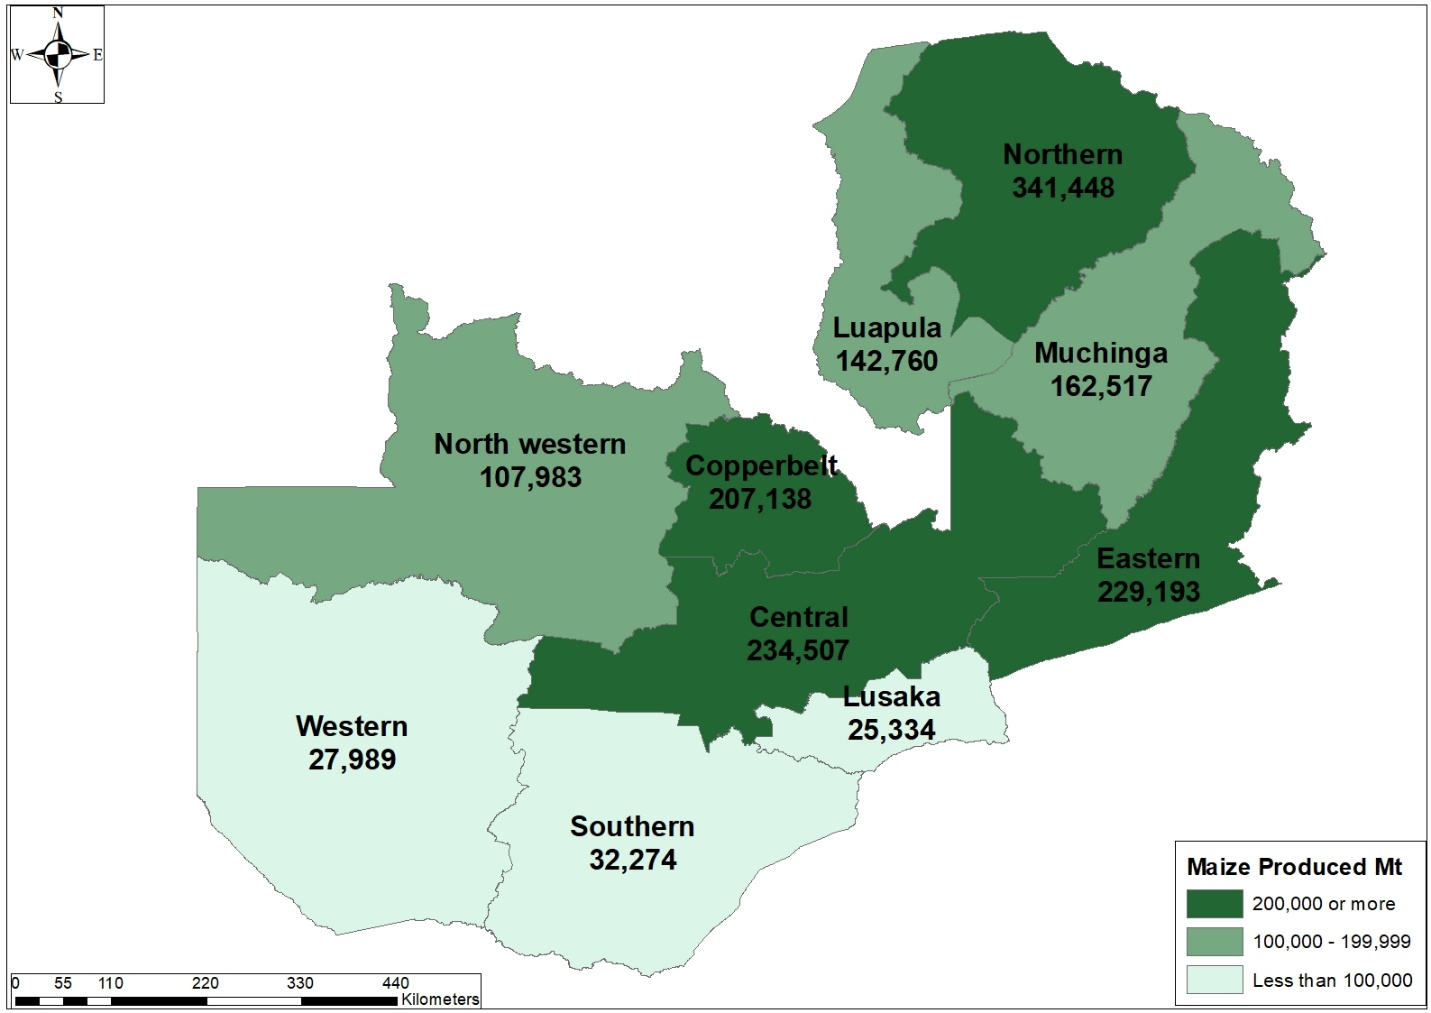 N
W E
S
Northern
341,448
Luapula
142,760
Muchinga
162,517
North western
107,983
Copperbelt
207,138
Eastern
229,193
Central
234,507
Lusaka
25,334
Western
27,989
Southern
32,274
Maize Produced Mt
200,000 or more
100,000 - 199,999
Less than 100,000
0 55 110 220 330 440
Kilometers